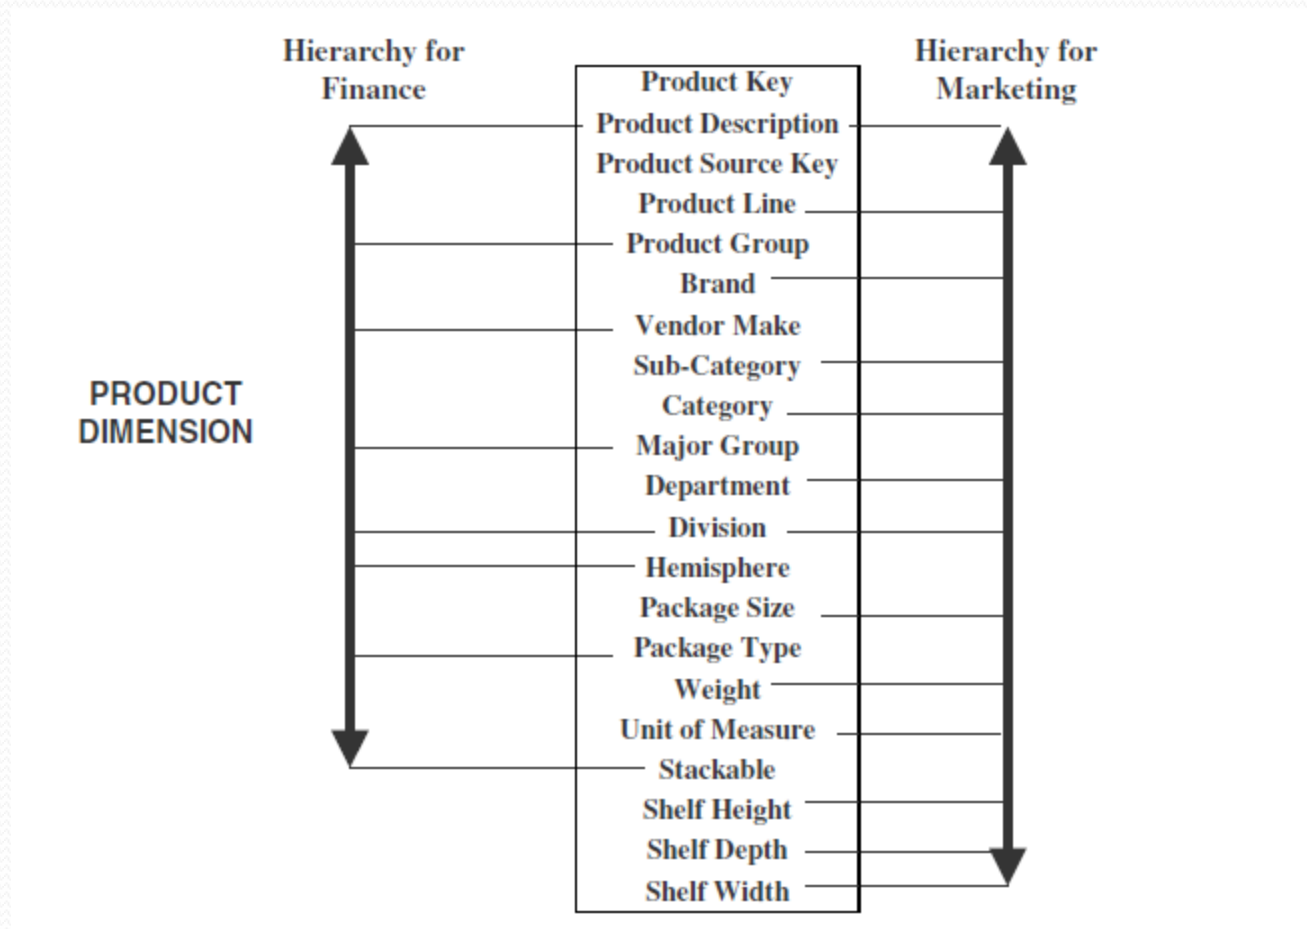 Hierarchy for
Finance
Hierarchy for
Marketing
PRODUCT
DIMENSION
Product Key
Product Description
Product Source Key
Product Line
Product Group
Brand
Vendor Make
Sub-Category
Category
Major Group
Department
Division
Hemisphere
Package Size
Package Type
Weight
Unit of Measure
Stackable
Shelf Height
Shelf Depth
Shelf Width